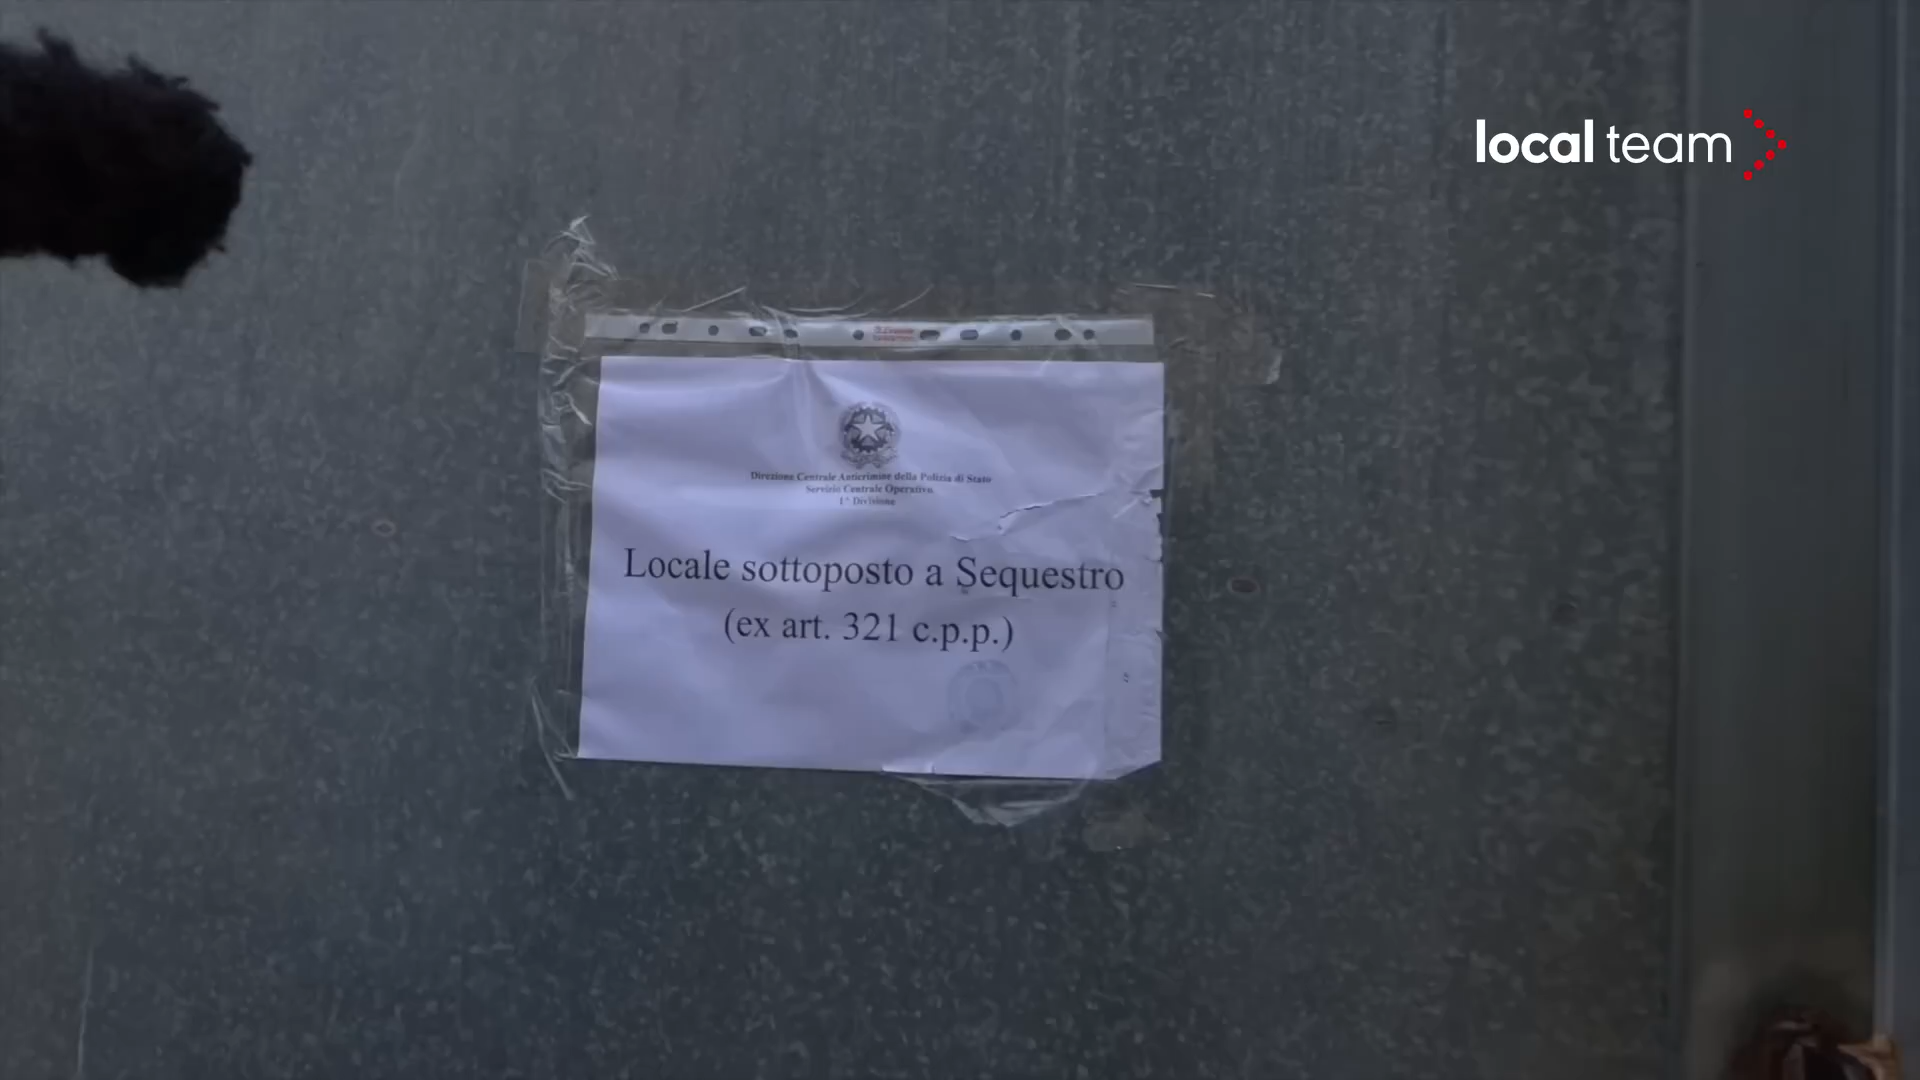 local team
Direzione Centrale Anticrimine della Polizia di Stato
Servizio Centrale Operativo
1^ Divisione
Locale sottoposto a Sequestro
(ex art. 321 c.p.p.)